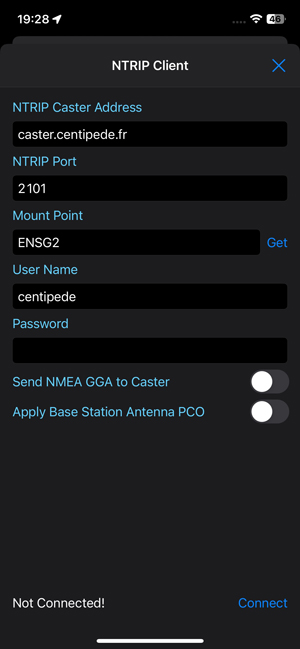 19:28
46
NTRIP Client
NTRIP Caster Address
caster.centipede.fr
NTRIP Port
2101
Mount Point
ENSG2
Get
User Name
centipede
Password
Send NMEA GGA to Caster
Apply Base Station Antenna PCO
Not Connected!
Connect